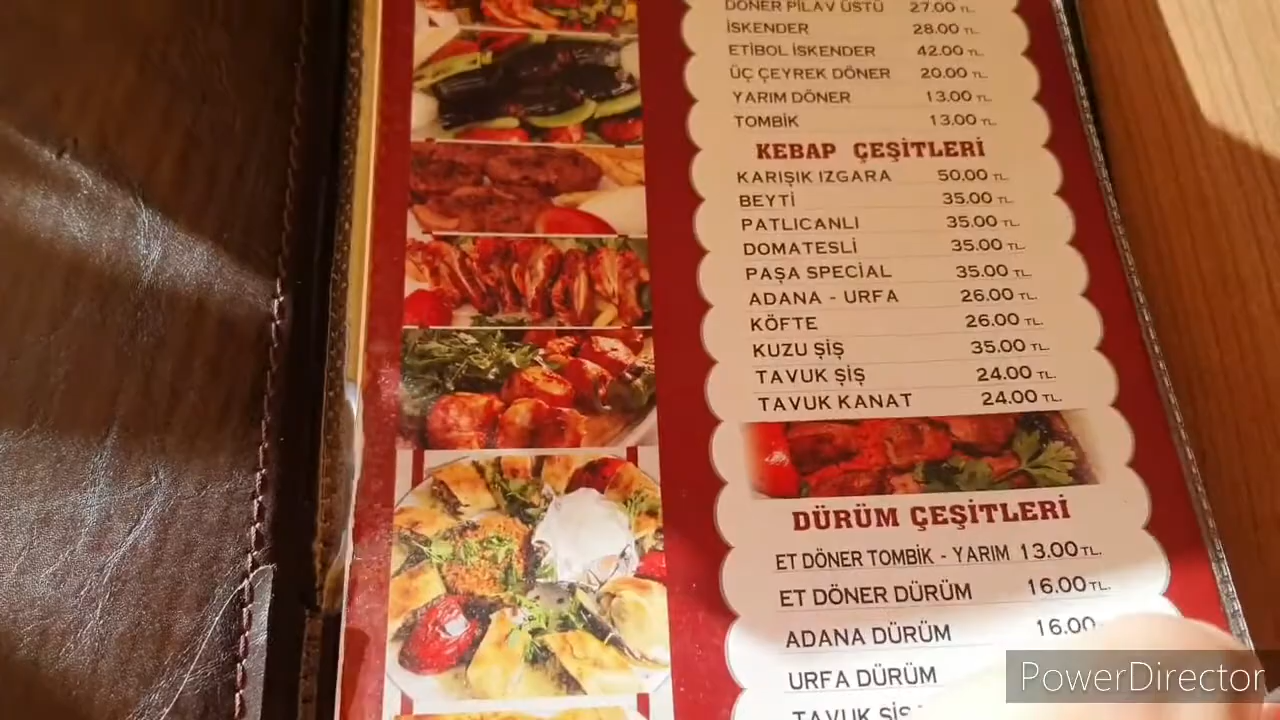 DÖNER PİLAV ÜSTÜ 27.00 TL.
İSKENDER 28.00 TL.
ETİBOL İSKENDER 42.00 TL.
ÜÇ ÇEYREK DÖNER 20.00 TL.
YARIM DÖNER 13.00 TL.
TOMBİK 13.00 TL.
KEBAP ÇEŞİTLERİ
KARIŞIK IZGARA 50.00 TL.
BEYTİ 35.00 TL.
PATLICANLI 35.00 TL.
DOMATESLİ 35.00 TL.
PAŞA SPECİAL 35.00 TL.
ADANA - URFA 26.00 TL.
KÖFTE 26.00 TL.
KUZU ŞİŞ 35.00 TL.
TAVUK ŞİŞ 24.00 TL.
TAVUK KANAT 24.00 TL.
DÜRÜM ÇEŞİTLERİ
ET DÖNER TOMBİK - YARIM 13.00 TL.
ET DÖNER DÜRÜM 16.00 TL.
ADANA DÜRÜM 16.00
URFA DÜRÜM
TAVUK ŞİŞ
PowerDirector